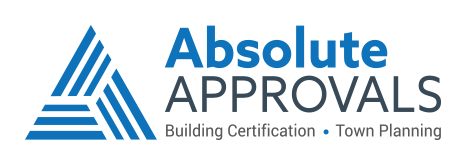 Absolute
APPROVALS
Building Certification • Town Planning